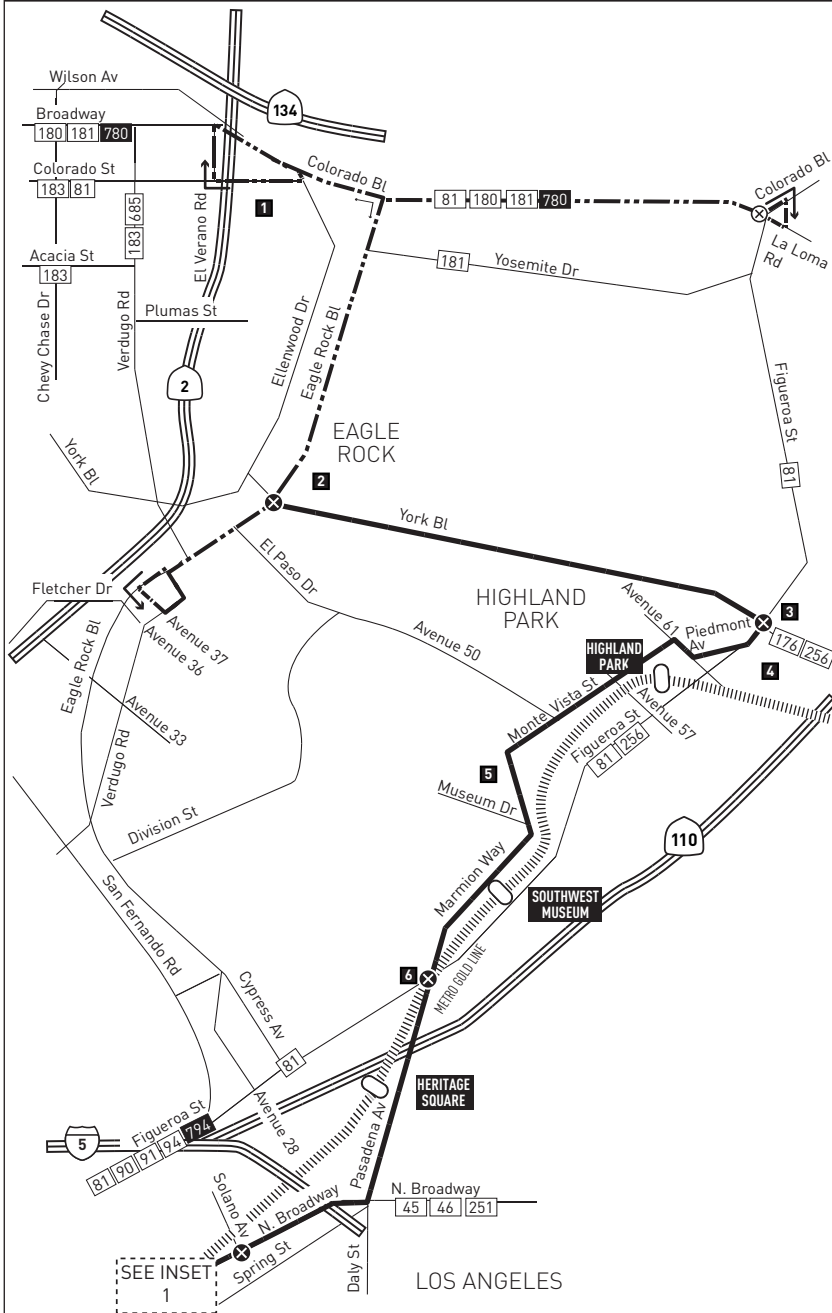 Wilson Av
134
Broadway
180 181 780
Colorado Bl
Colorado St
183 81
81 180 181 780
Colorado Bl
La Loma
Rd
183 685
El Verano Rd
1
Acacia St
183
181
Yosemite Dr
Chevy Chase Dr
Verdugo Rd
Plumas St
Ellenwood Dr
Eagle Rock Bl
2
Figueroa St
81
EAGLE
ROCK
York Bl
2
York Bl
El Paso Dr
Fletcher Dr
HIGHLAND
PARK
Avenue 61
Piedmont
Av
3
176 256
Avenue 37
Avenue 36
Avenue 50
HIGHLAND
PARK
4
Eagle Rock Bl
Avenue 33
Monte Vista St
Avenue 57
Figueroa St
81 256
Verdugo Rd
5
Museum Dr
Division St
110
Marmion Way
SOUTHWEST
MUSEUM
San Fernando Rd
6
METRO GOLD LINE
Cypress Av
81
HERITAGE
SQUARE
Figueroa St
81 90 91 94 794
5
Avenue 28
Pasadena Av
Solano Av
N. Broadway
N. Broadway
45 46 251
Spring St
Daly St
SEE INSET
1
LOS ANGELES